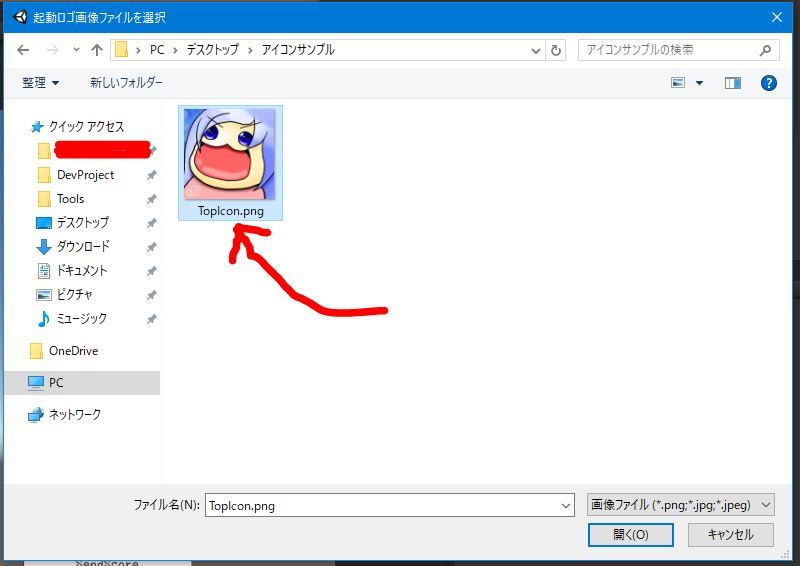 起動ロゴ画像ファイルを選択
PC > デスクトップ > アイコンサンプル
アイコンサンプルの検索
整理
新しいフォルダー
クイック アクセス
DevProject
Tools
デスクトップ
ダウンロード
ドキュメント
ピクチャ
ミュージック
OneDrive
PC
ネットワーク
TopIcon.png
ファイル名(N):
TopIcon.png
画像ファイル (*.png;*.jpg;*.jpeg)
開く(O)
キャンセル
SendScore